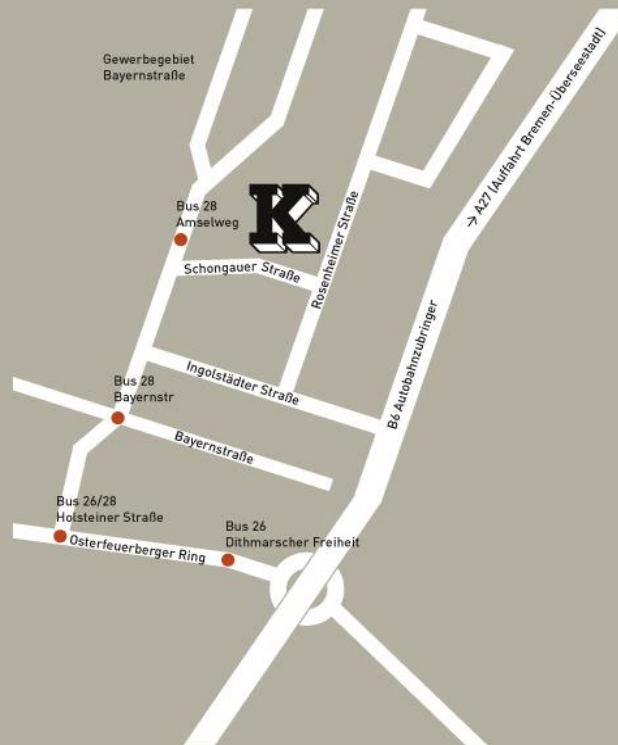 Gewerbegebiet
Bayernstraße
A27 (Auffahrt Bremen-Überseestadt)
Bus 28
Amselweg
K
Rosenheimer Straße
Schongauer Straße
B6 Autobahnzubringer
Ingolstädter Straße
Bus 28
Bayernstr
Bayernstraße
Bus 26/28
Holsteiner Straße
Bus 26
Dithmarscher Freiheit
Osterfeuerberger Ring